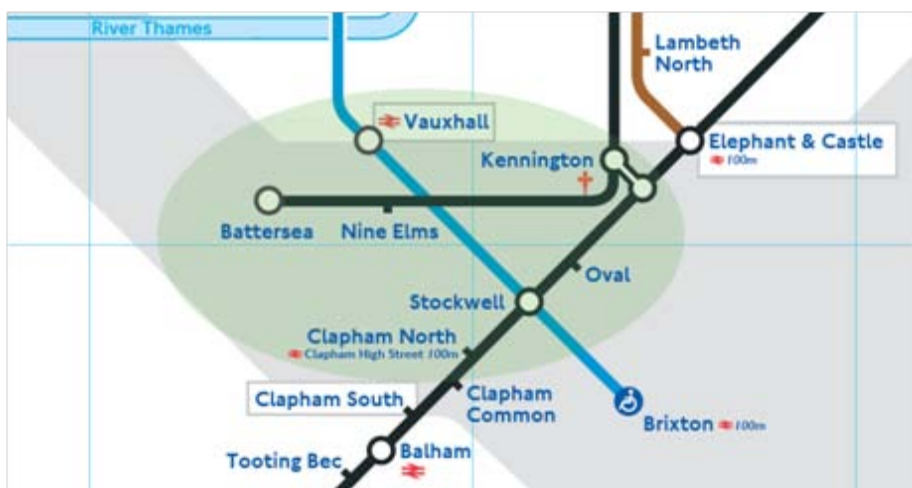 River Thames
Lambeth
North
Vauxhall
Elephant & Castle
100m
Kennington
Battersea
Nine Elms
Oval
Stockwell
Clapham North
Clapham High Street 100m
Clapham South
Clapham
Common
Brixton 100m
Balham
Tooting Bec